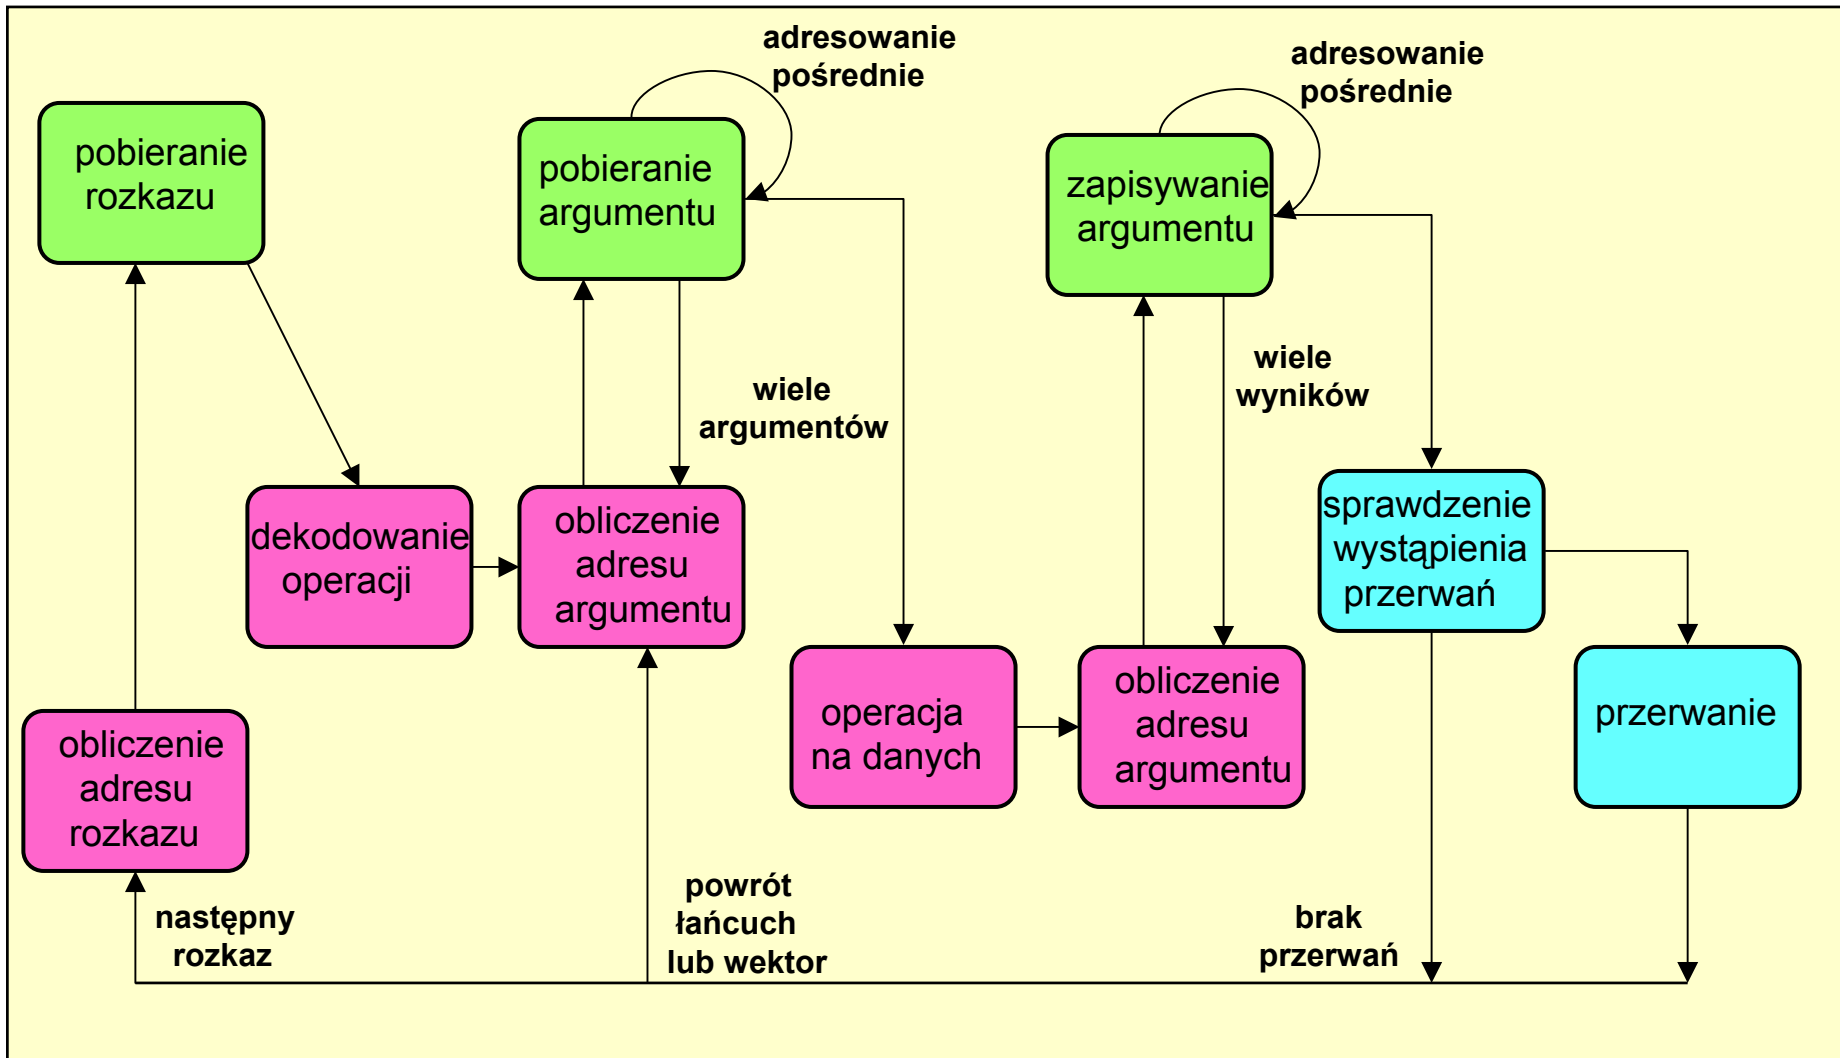 adresowanie
pośrednie
adresowanie
pośrednie
pobieranie
rozkazu
pobieranie
argumentu
zapisywanie
argumentu
wiele
argumentów
wiele
wyników
dekodowanie
operacji
obliczenie
adresu
argumentu
sprawdzenie
wystąpienia
przerwań
obliczenie
adresu
rozkazu
operacja
na danych
obliczenie
adresu
argumentu
przerwanie
następny
rozkaz
powrót
łańcuch
lub wektor
brak
przerwań